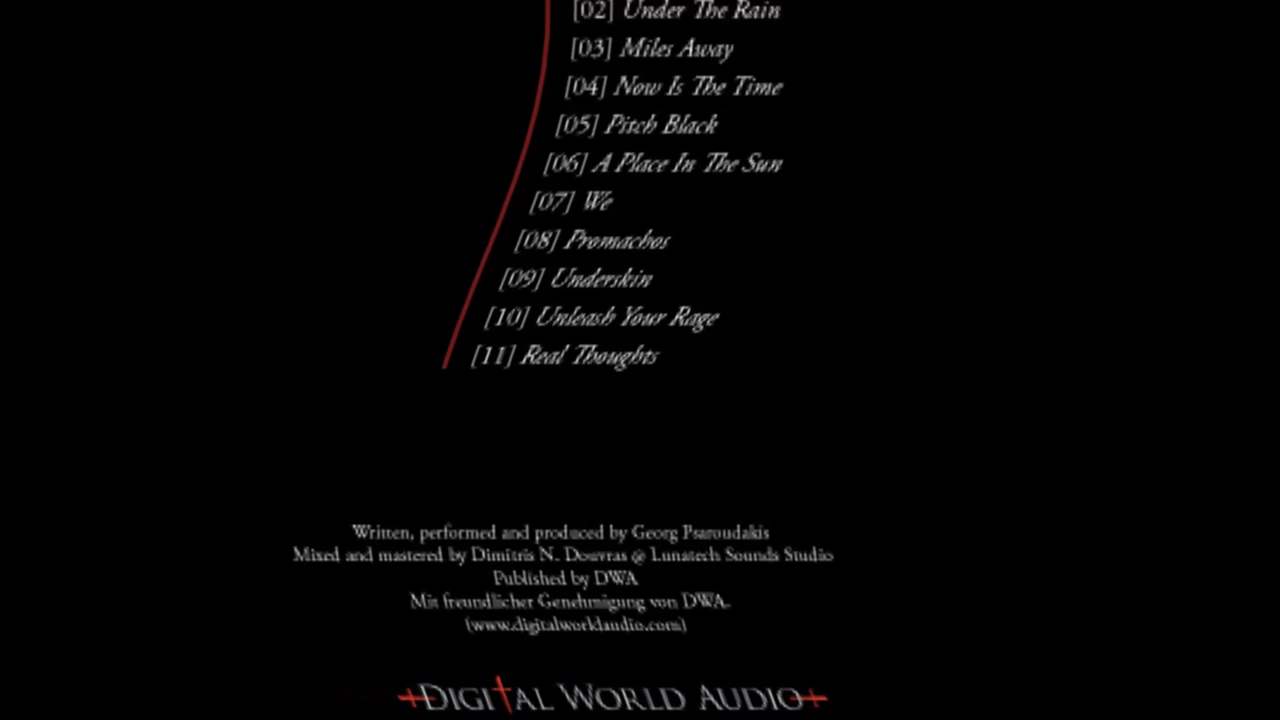 [02] Under The Rain
[03] Miles Away
[04] Now Is The Time
[05] Pitch Black
[06] A Place In The Sun
[07] We
[08] Promachos
[09] Underskin
[10] Unleash Your Rage
[11] Real Thoughts
Written, performed and produced by Georg Psaroudakis
Mixed and mastered by Dimitris N. Douvras @ Lunatech Sounds Studio
Published by DWA
Mit freundlicher Genehmigung von DWA.
(www.digitalworldaudio.com)
DIGITAL WORLD AUDIO